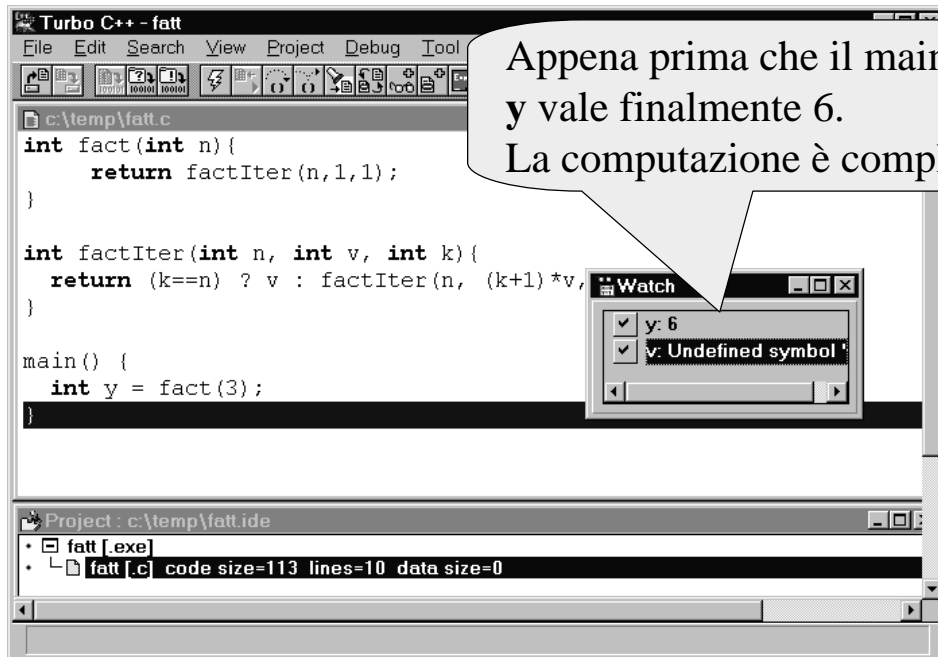 Turbo C++ - fatt
File Edit Search View Project Debug Tool
Appena prima che il main
y vale finalmente 6.
La computazione è compl
c:\temp\fatt.c
int fact(int n){
return factIter(n,1,1);
}
int factIter(int n, int v, int k){
return (k==n) ? v : factIter(n, (k+1)*v,
}
main() {
int y = fact(3);
}
Watch
y: 6
v: Undefined symbol '
Project : c:\temp\fatt.ide
fatt [.exe]
fatt [.c] code size=113 lines=10 data size=0